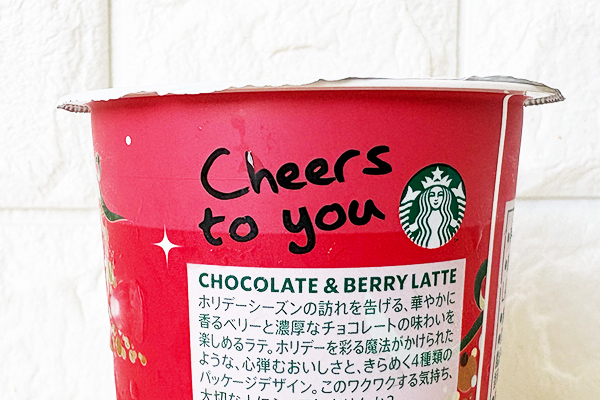 Cheers
to you
CHOCOLATE & BERRY LATTE
ホリデーシーズンの訪れを告げる、華やかに
香るベリーと濃厚なチョコレートの味わいを
楽しめるラテ。ホリデーを彩る魔法がかけられた
ような、心弾むおいしさと、きらめく4種類の
パッケージデザイン。このワクワクする気持ち、
大切な